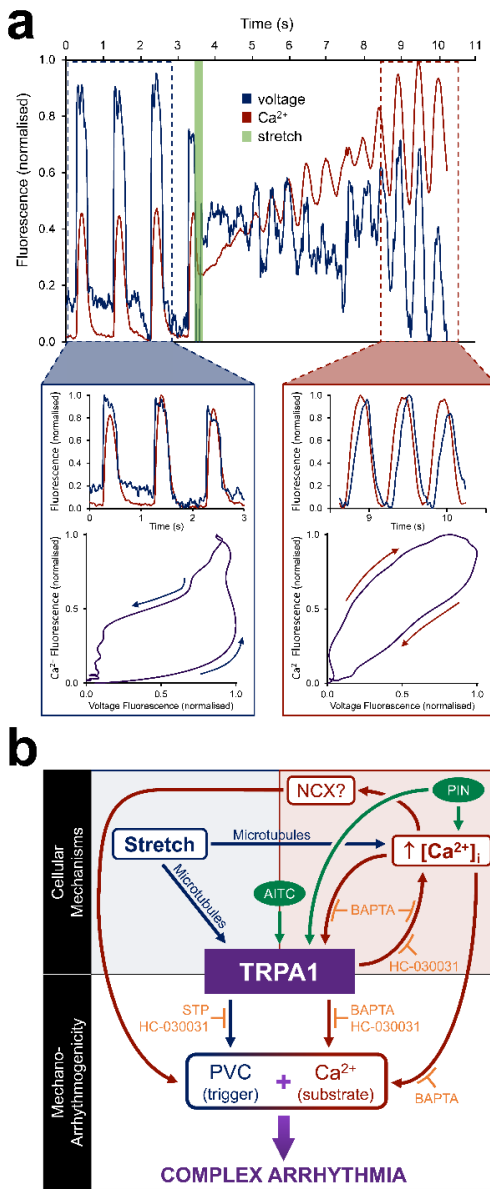 a
Time (s)
0 1 2 3 4 5 6 7 8 9 10 11
Fluorescence (normalised)
1.0
0.8
0.6
0.4
0.2
0.0
voltage
Ca²⁺
stretch
Fluorescence (normalised)
1.0
0.8
0.6
0.4
0.2
0.0
0 1 2 3
Time (s)
Ca²⁺ Fluorescence (normalised)
1.0
0.5
0.0
0.0 0.5 1.0
Voltage Fluorescence (normalised)
Fluorescence (normalised)
1.0
0.8
0.6
0.4
0.2
0.0
9 9 10
Time (s)
Ca²⁺ Fluorescence (normalised)
1.0
0.5
0.0
0.0 0.5 1.0
Voltage Fluorescence (normalised)
b
Cellular
Mechanisms
Mechano-
Arrhythmogenicity
NCX?
PIN
Stretch
Microtubules
↑ [Ca²⁺]i
Microtubules
AITC
BAPTA
HC-030031
TRPA1
STP
HC-030031
BAPTA
HC-030031
PVC
(trigger)
+
Ca²⁺
(substrate)
BAPTA
COMPLEX ARRHYTHMIA